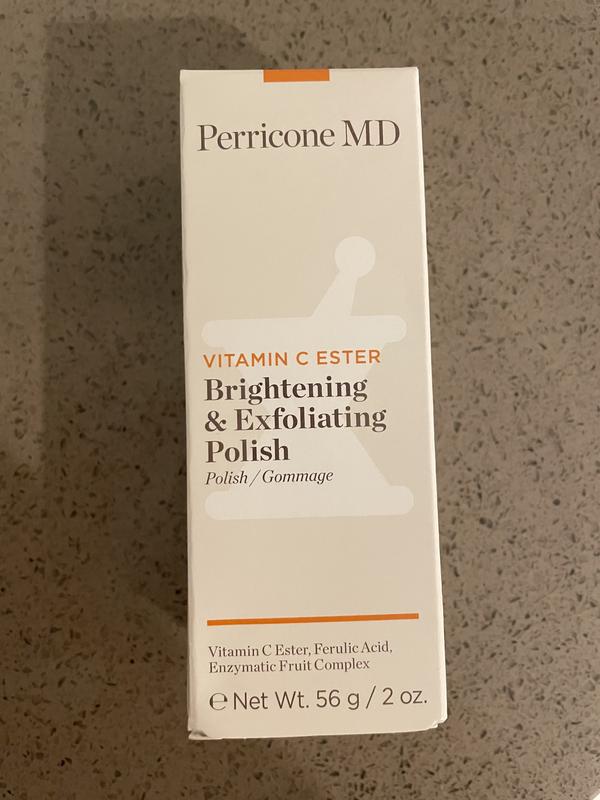 Perricone MD
VITAMIN C ESTER
Brightening
& Exfoliating
Polish
Polish / Gommage
Vitamin C Ester, Ferulic Acid,
Enzymatic Fruit Complex
℮ Net Wt. 56 g / 2 oz.